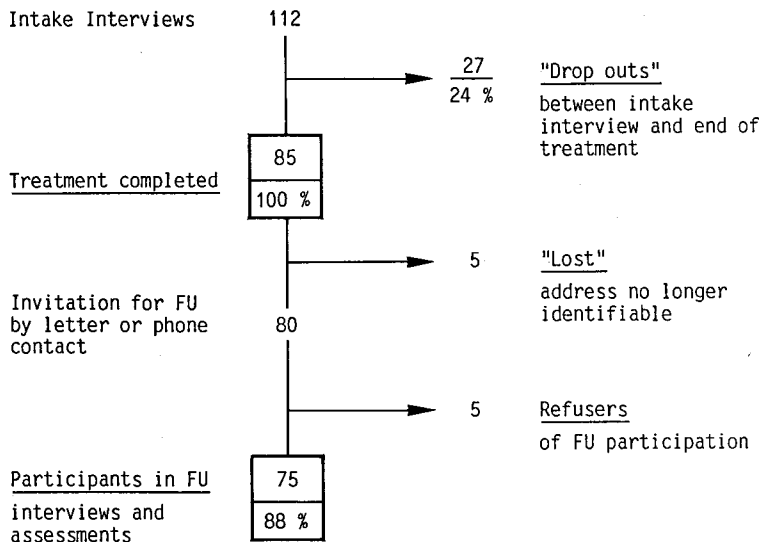 Intake Interviews 112
27
24 %
"Drop outs"
between intake
interview and end of
treatment
85
Treatment completed
100 %
5
"Lost"
address no longer
identifiable
Invitation for FU
by letter or phone
contact
80
5
Refusers
of FU participation
Participants in FU
75
interviews and
assessments
88 %